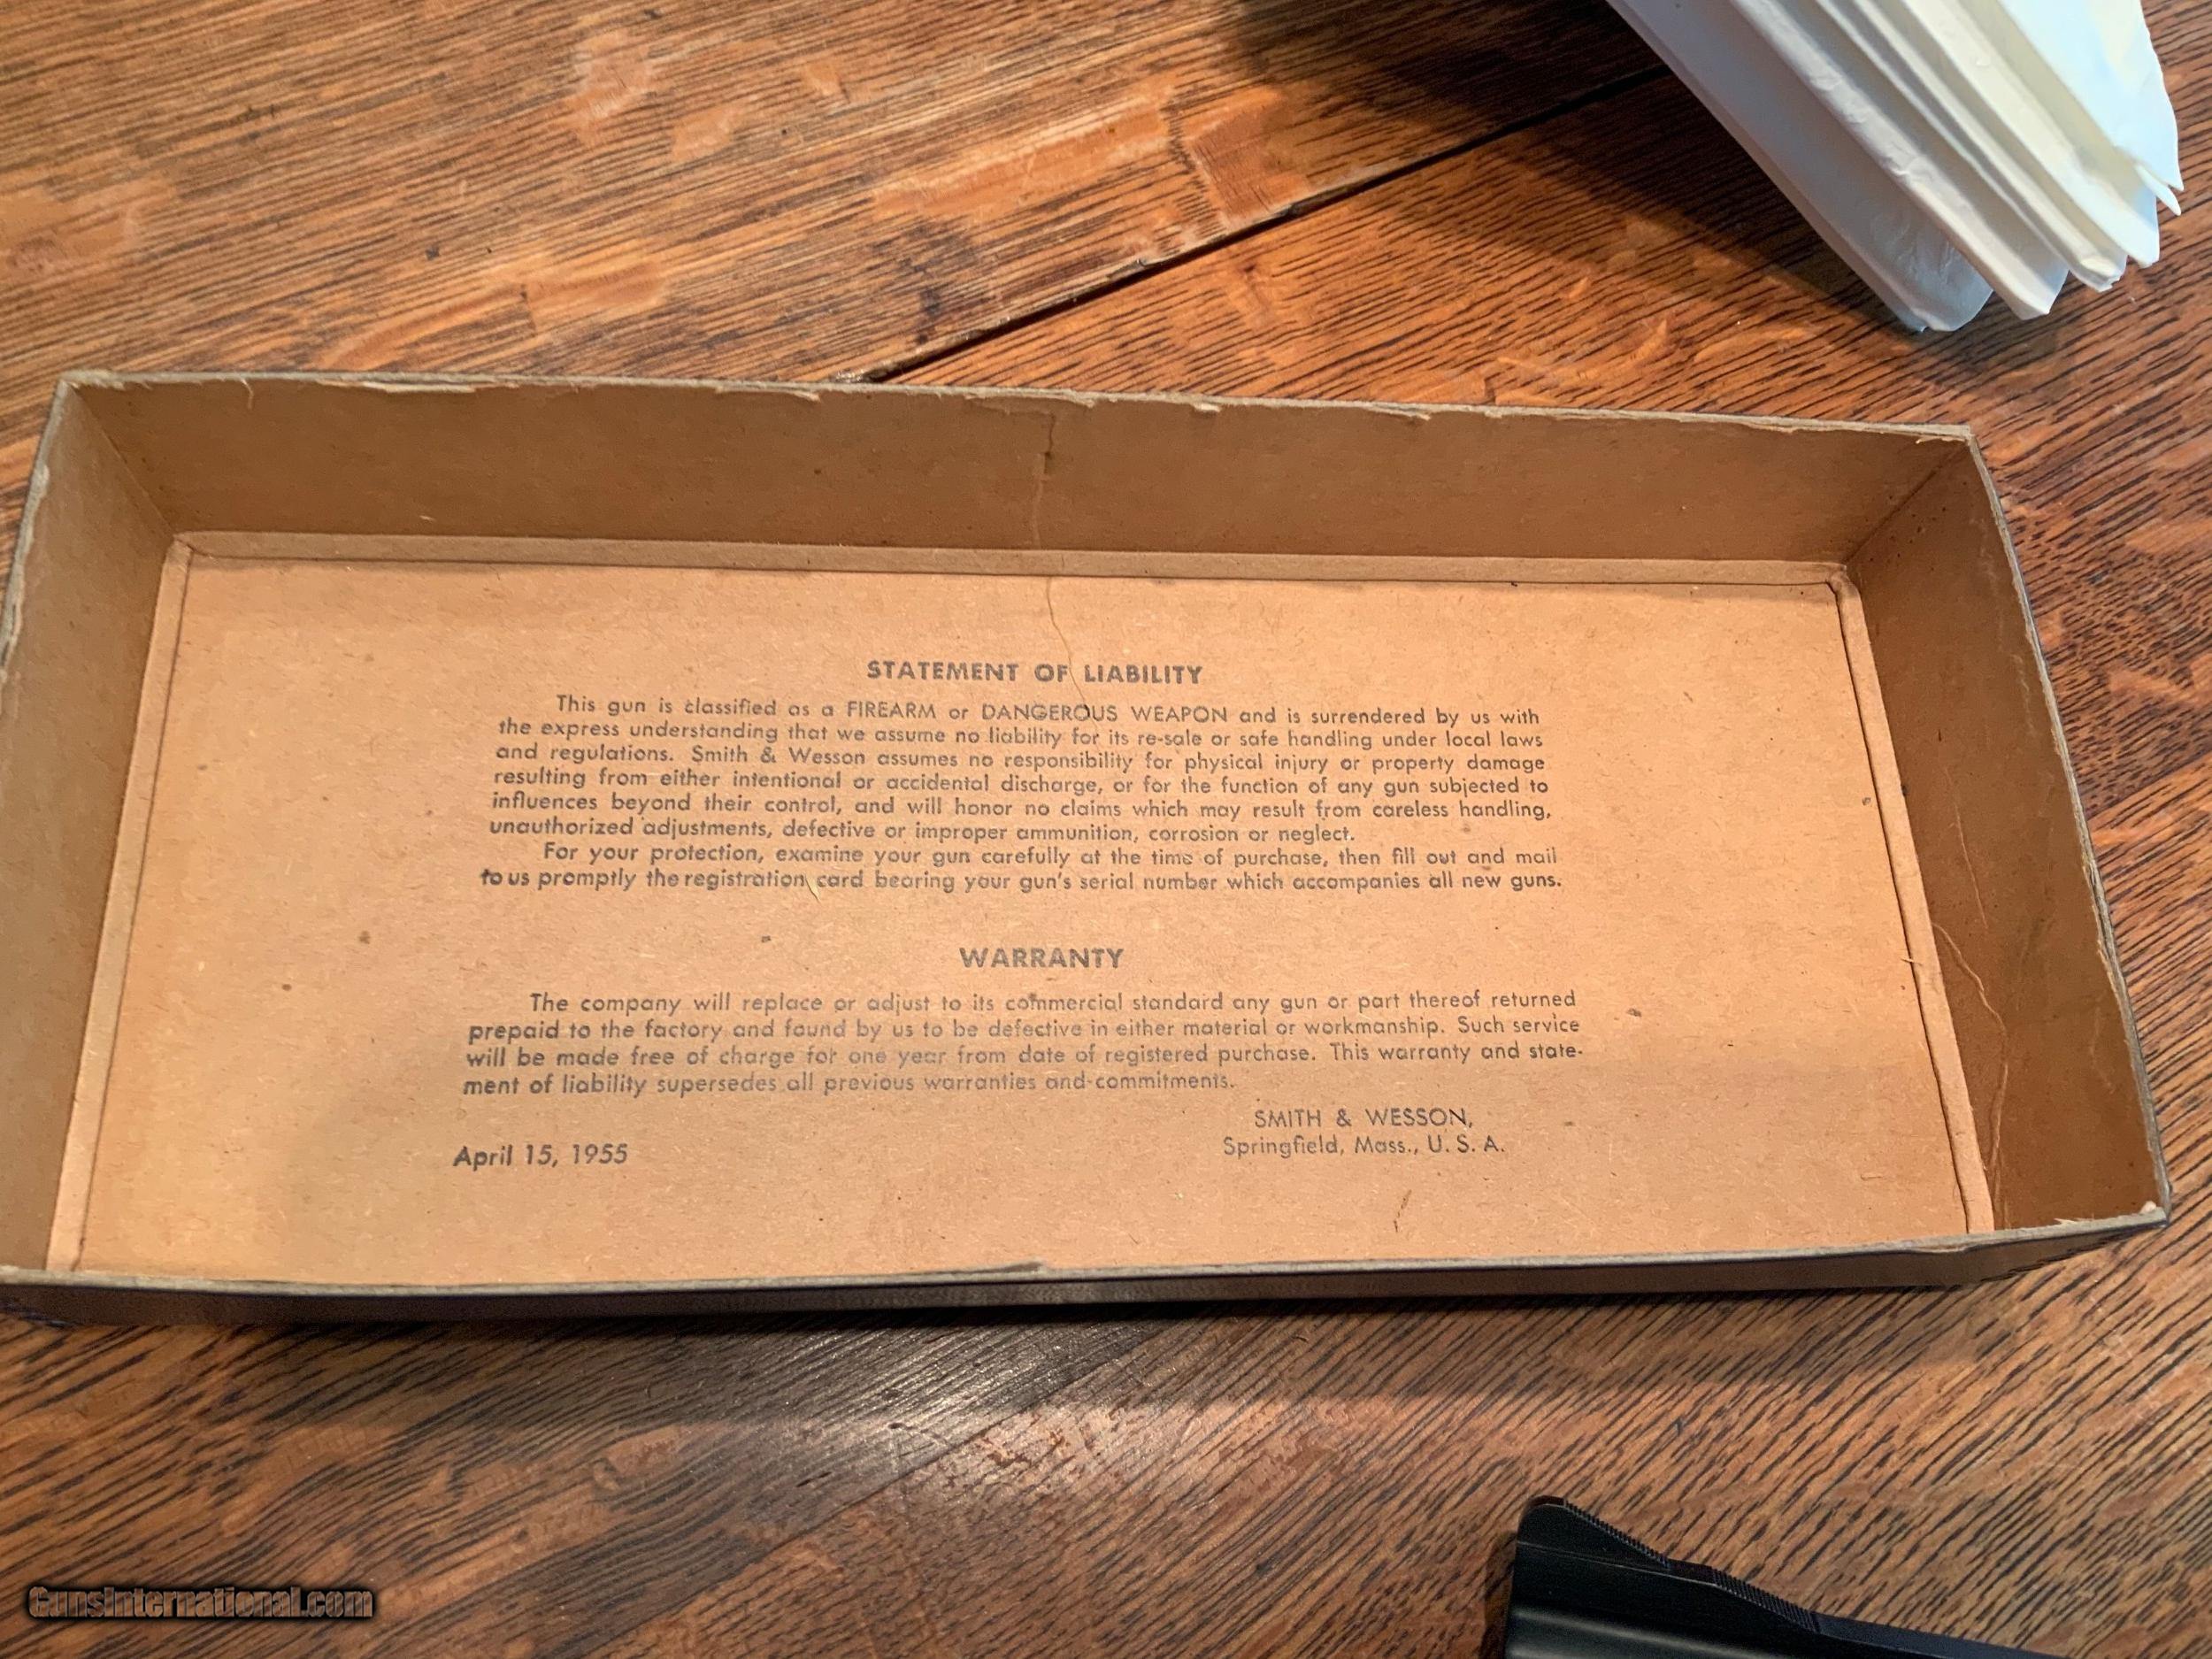 STATEMENT OF LIABILITY
This gun is classified as a FIREARM or DANGEROUS WEAPON and is surrendered by us with
the express understanding that we assume no liability for its re-sale or safe handling under local laws
and regulations. Smith & Wesson assumes no responsibility for physical injury or property damage
resulting from either intentional or accidental discharge, or for the function of any gun subjected to
influences beyond their control, and will honor no claims which may result from careless handling,
unauthorized adjustments, defective or improper ammunition, corrosion or neglect.
For your protection, examine your gun carefully at the time of purchase, then fill out and mail
to us promptly the registration card bearing your gun's serial number which accompanies all new guns.
WARRANTY
The company will replace or adjust to its commercial standard any gun or part thereof returned
prepaid to the factory and found by us to be defective in either material or workmanship. Such service
will be made free of charge for one year from date of registered purchase. This warranty and state-
ment of liability supersedes all previous warranties and commitments.
SMITH & WESSON,
Springfield, Mass., U. S. A.
April 15, 1955
GunsInternational.com